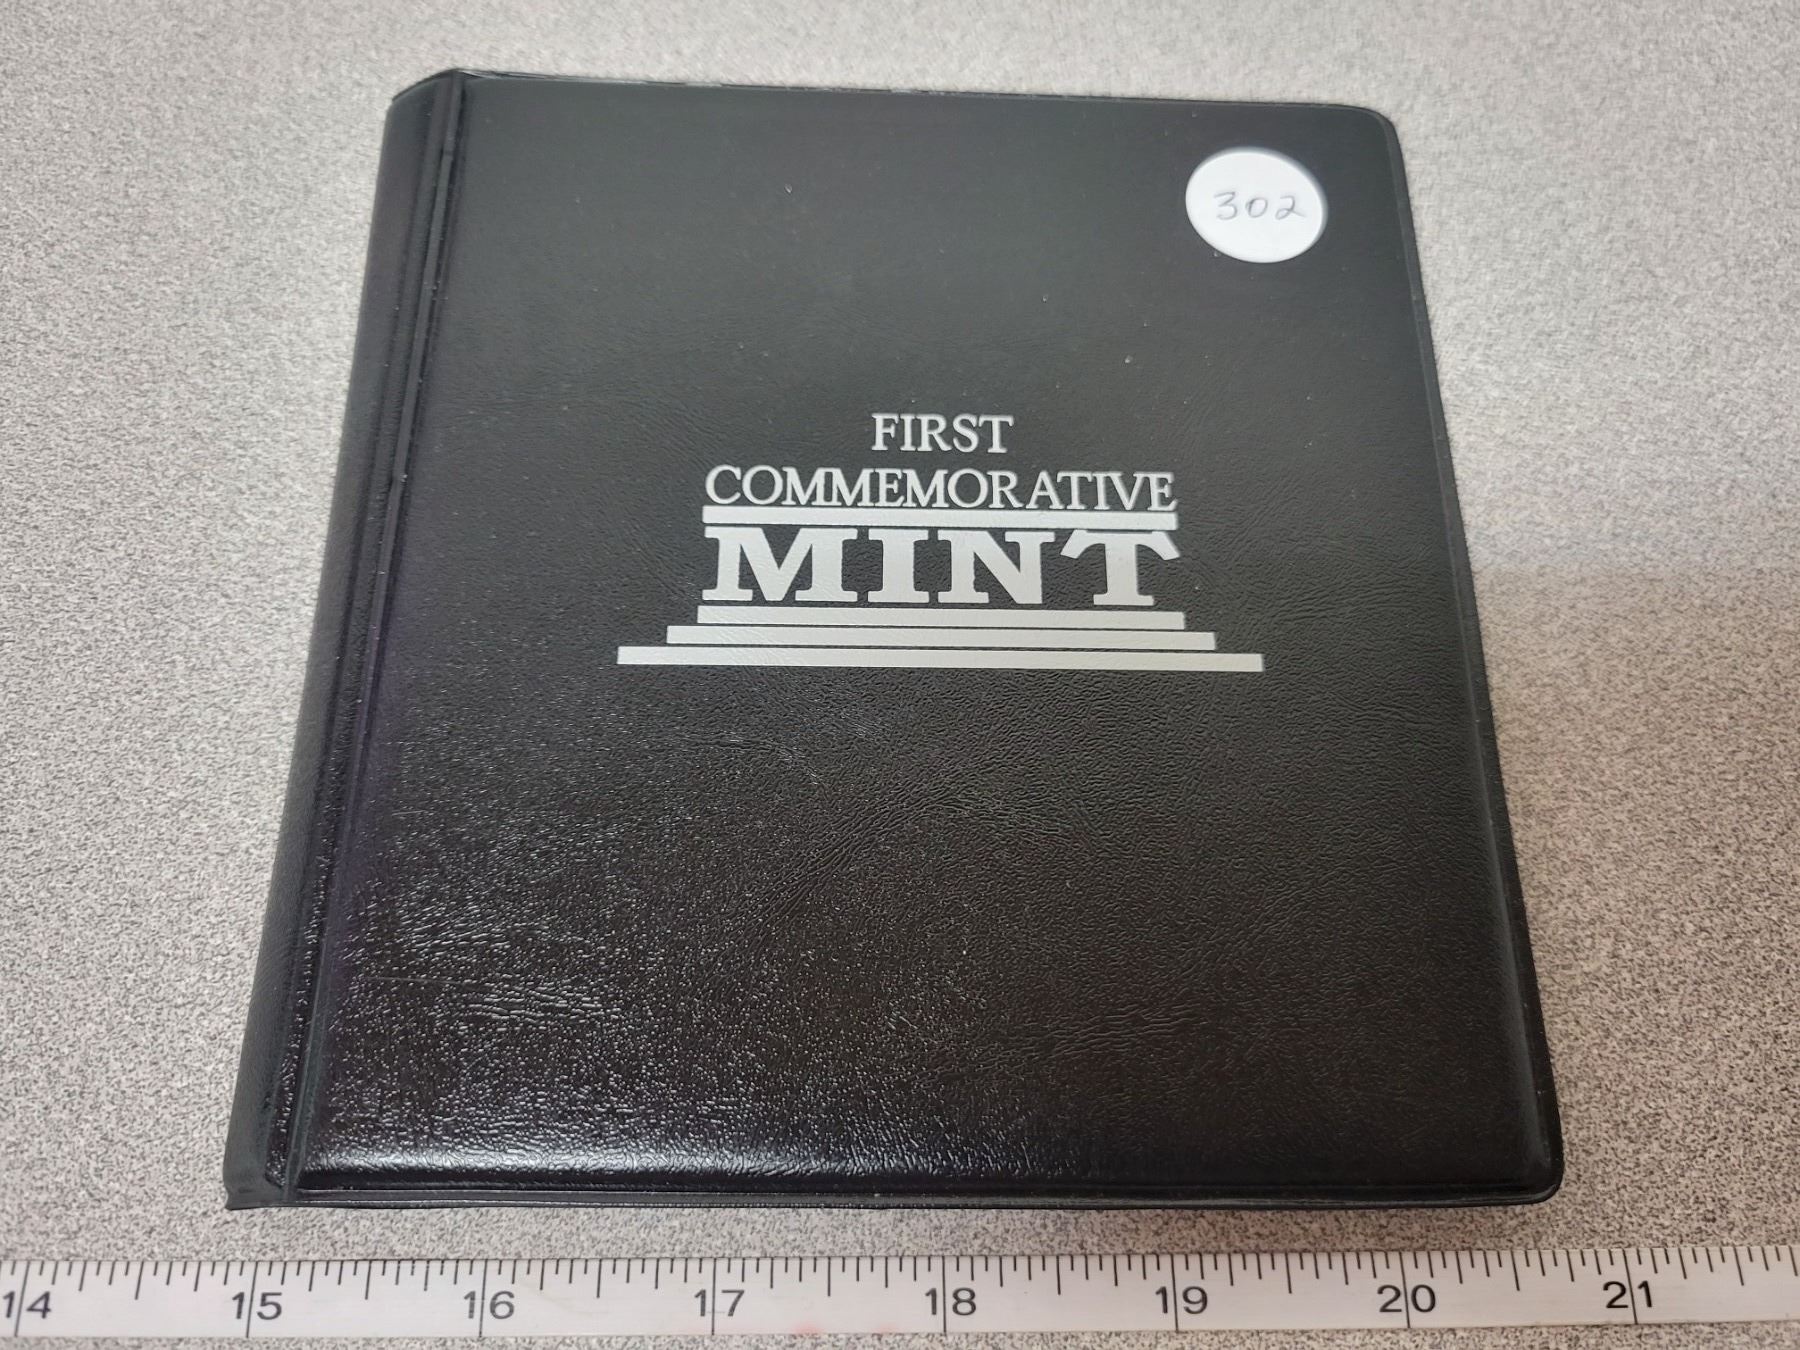 302
FIRST
COMMEMORATIVE
MINT
14 15 16 17 18 19 20 21